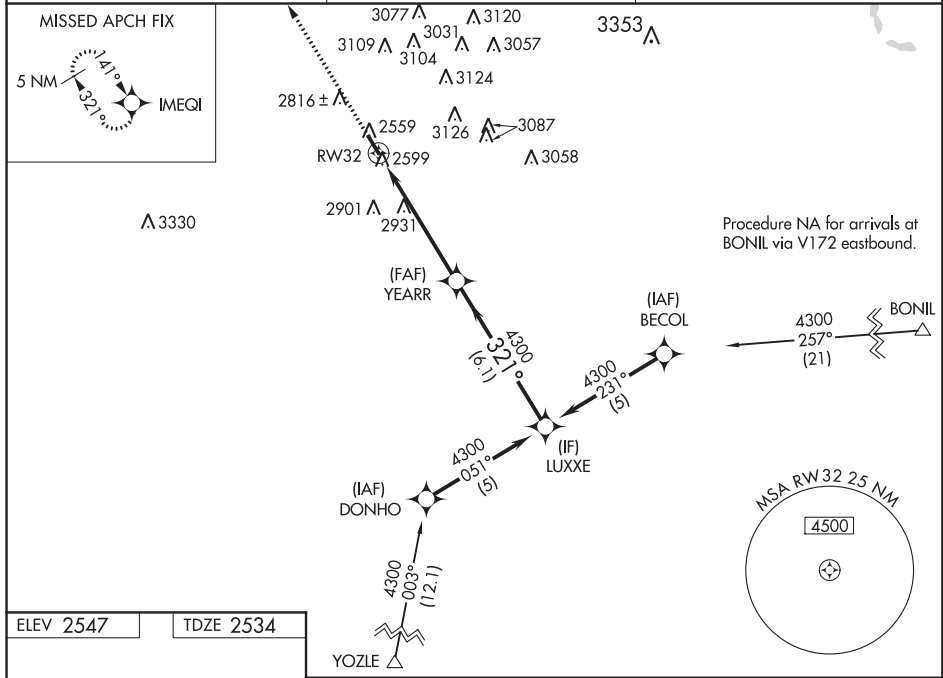 MISSED APCH FIX
5 NM
141°
321°
IMEQI
3077
3120
3031
3109
3104
3057
3353
3124
2816 ±
3126
3087
2559
RW32
2599
3058
2901
2931
3330
Procedure NA for arrivals at
BONIL via V172 eastbound.
(FAF)
YEARR
(IAF)
BECOL
BONIL
4300
257°
(21)
4300
321°
(6.1)
4300
231°
(5)
(IF)
LUXXE
4300
051°
(5)
(IAF)
DONHO
MSA RW32 25 NM
4500
4300
003°
(12.1)
ELEV 2547
TDZE 2534
YOZLE